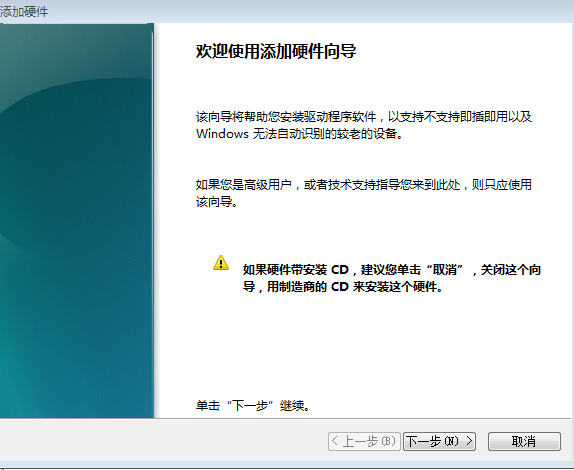 添加硬件
欢迎使用添加硬件向导
该向导将帮助您安装驱动程序软件，以支持不支持即插即用以及
Windows 无法自动识别的较老的设备。
如果您是高级用户，或者技术支持指导您来到此处，则只应使用
该向导。
如果硬件带安装 CD，建议您单击“取消”，关闭这个向
导，用制造商的 CD 来安装这个硬件。
单击“下一步”继续。
< 上一步(B) 下一步(N) > 取消